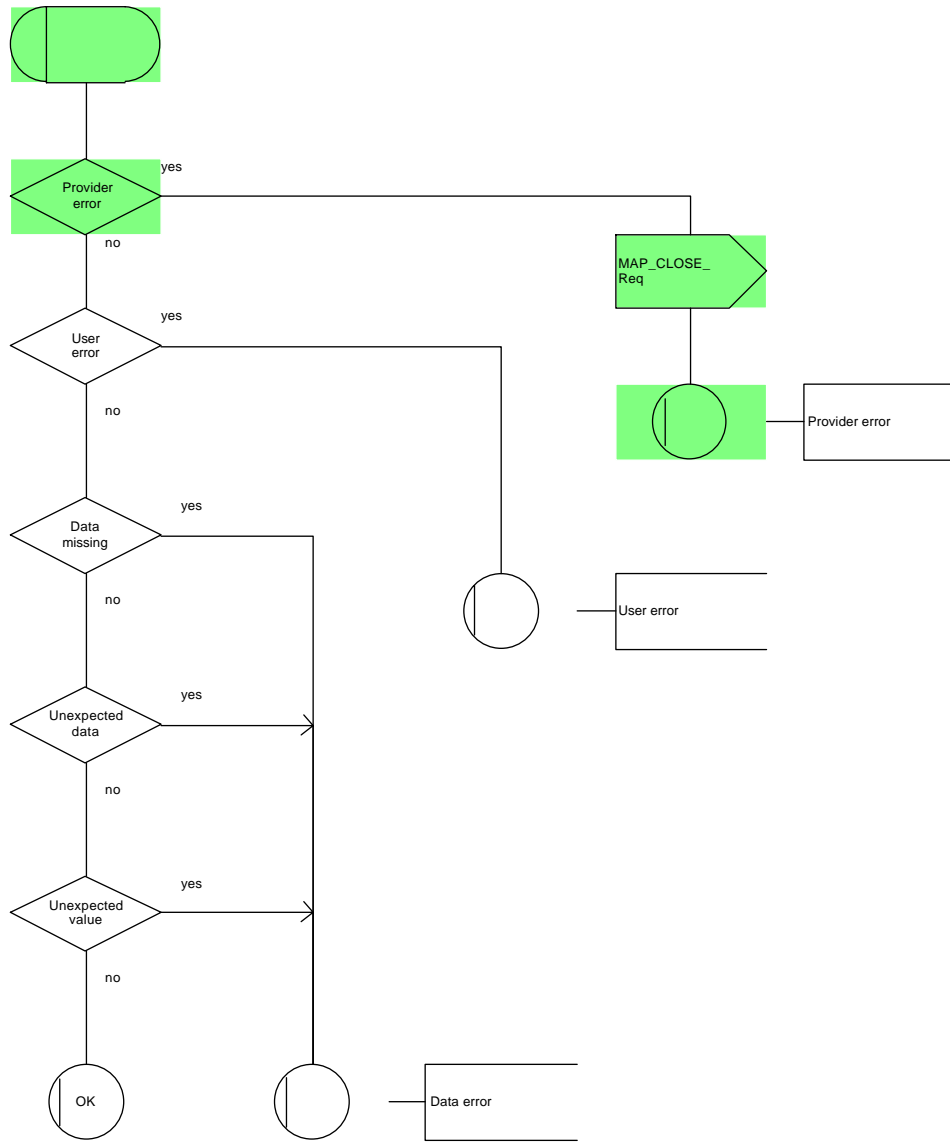 yes
Provider
error
no
MAP_CLOSE_
Req
yes
User
error
no
Provider error
yes
Data
missing
no
User error
yes
Unexpected
data
no
yes
Unexpected
value
no
OK
Data error